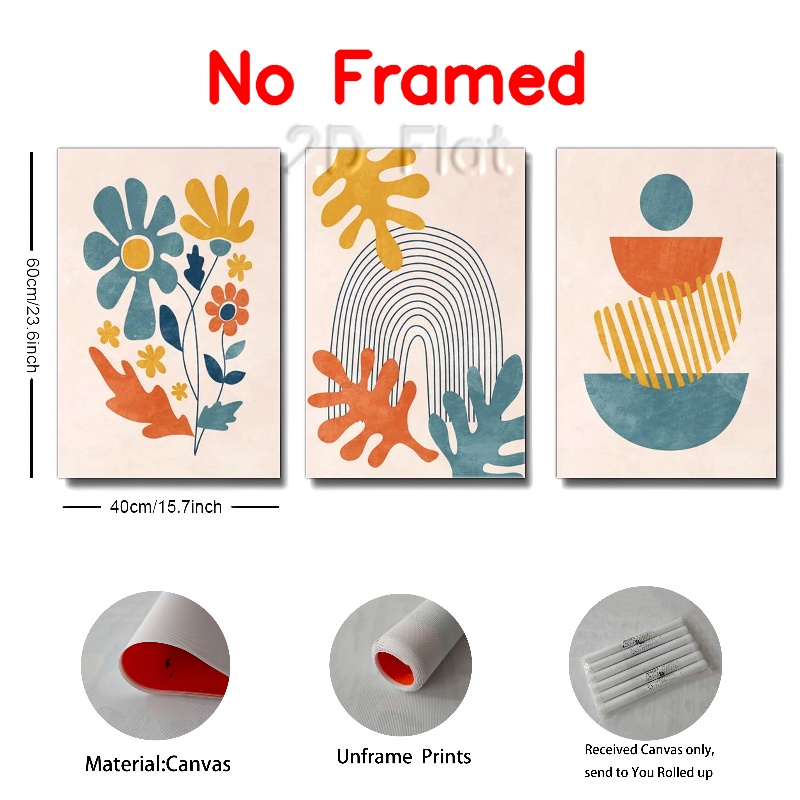 No Framed
2D Flat
60cm/23.6inch
40cm/15.7inch
Material:Canvas
Unframe Prints
Received Canvas only,
send to You Rolled up